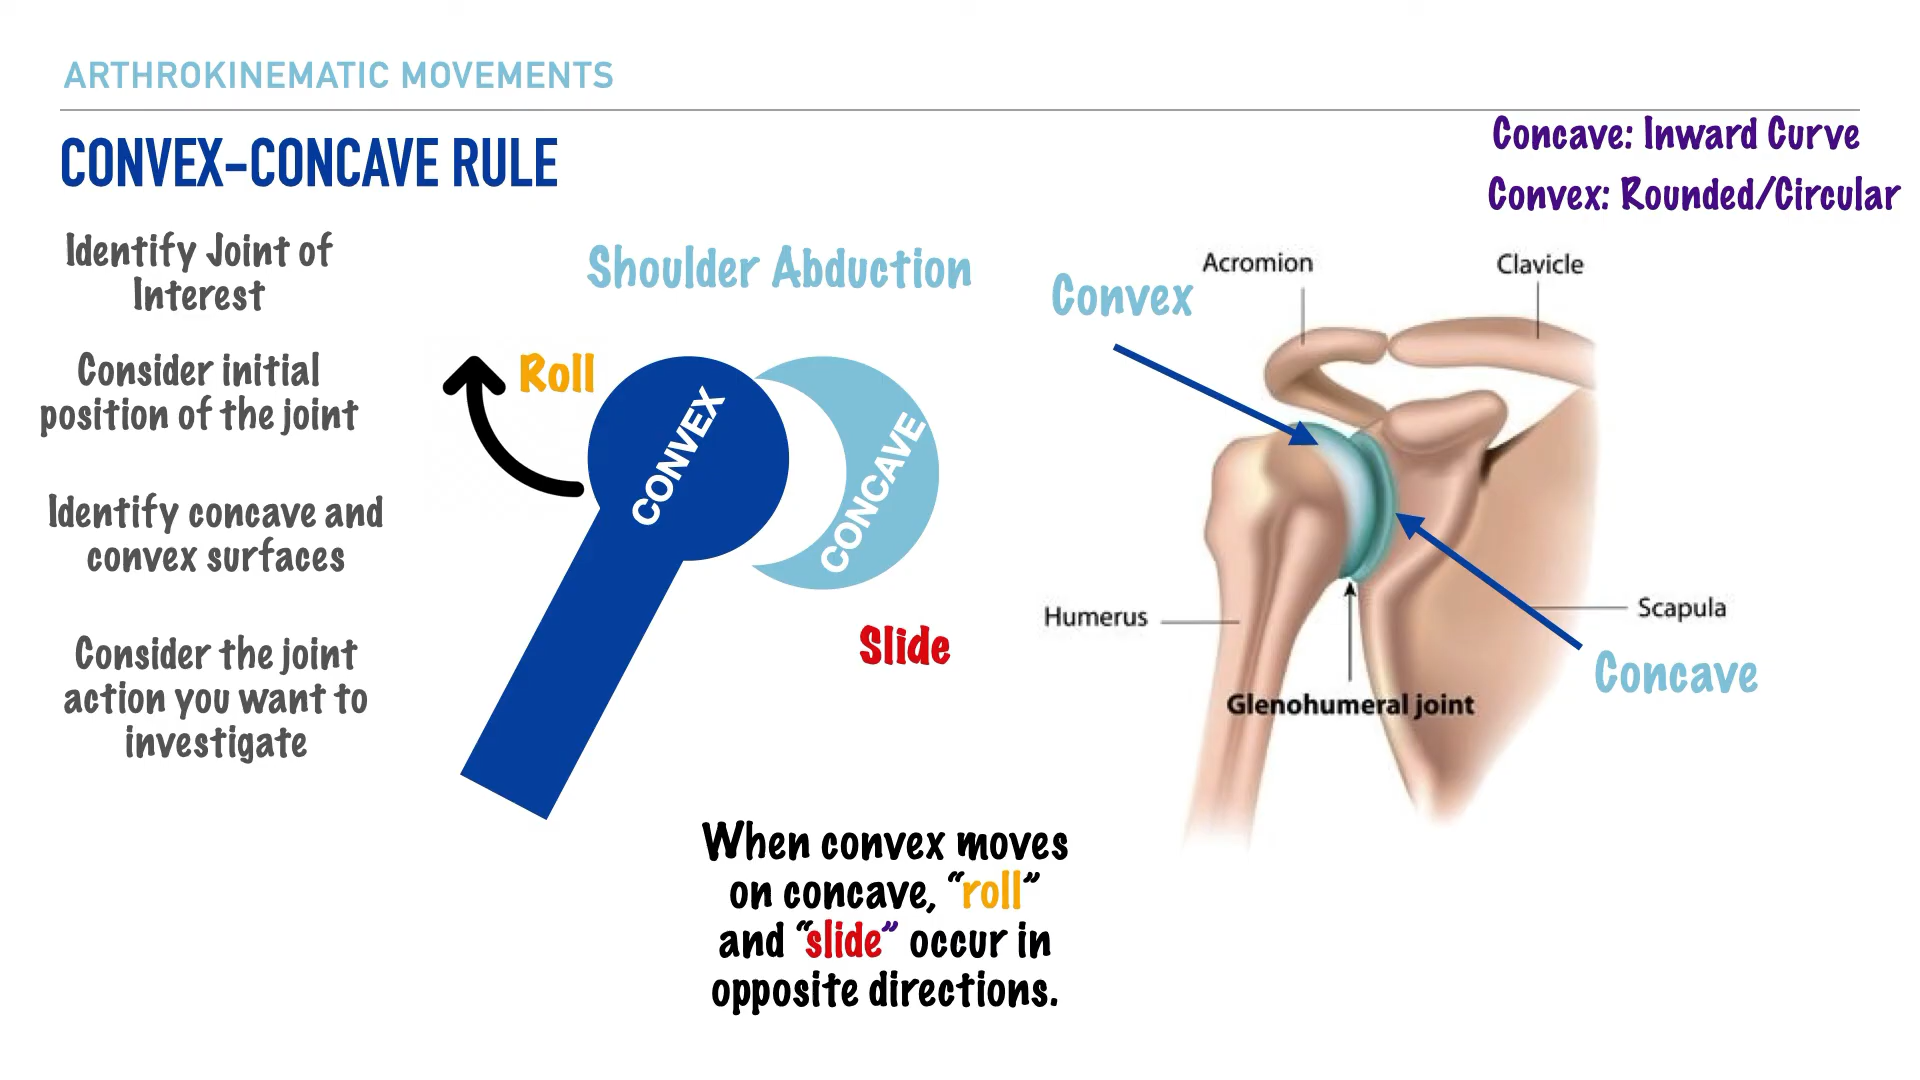 ARTHROKINEMATIC MOVEMENTS
CONVEX-CONCAVE RULE
Concave: Inward Curve
Convex: Rounded/Circular
Identify Joint of
Interest
Consider initial
position of the joint
Identify concave and
convex surfaces
Consider the joint
action you want to
investigate
Shoulder Abduction
Roll
CONVEX
CONCAVE
Slide
When convex moves
on concave, “roll”
and “slide” occur in
opposite directions.
Convex
Acromion
Clavicle
Humerus
Scapula
Concave
Glenohumeral joint